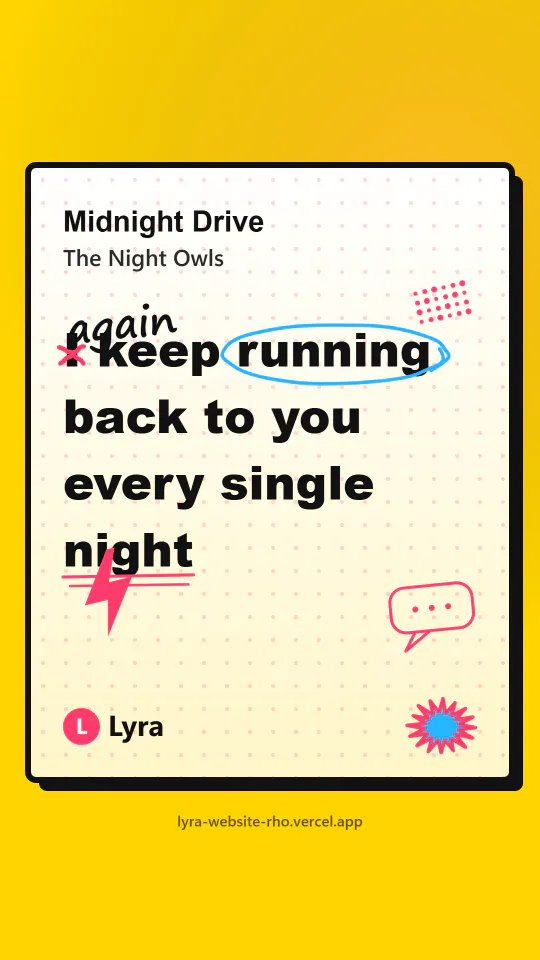 Midnight Drive
The Night Owls
again
I keep running
back to you
every single
night
L Lyra
lyra-website-rho.vercel.app